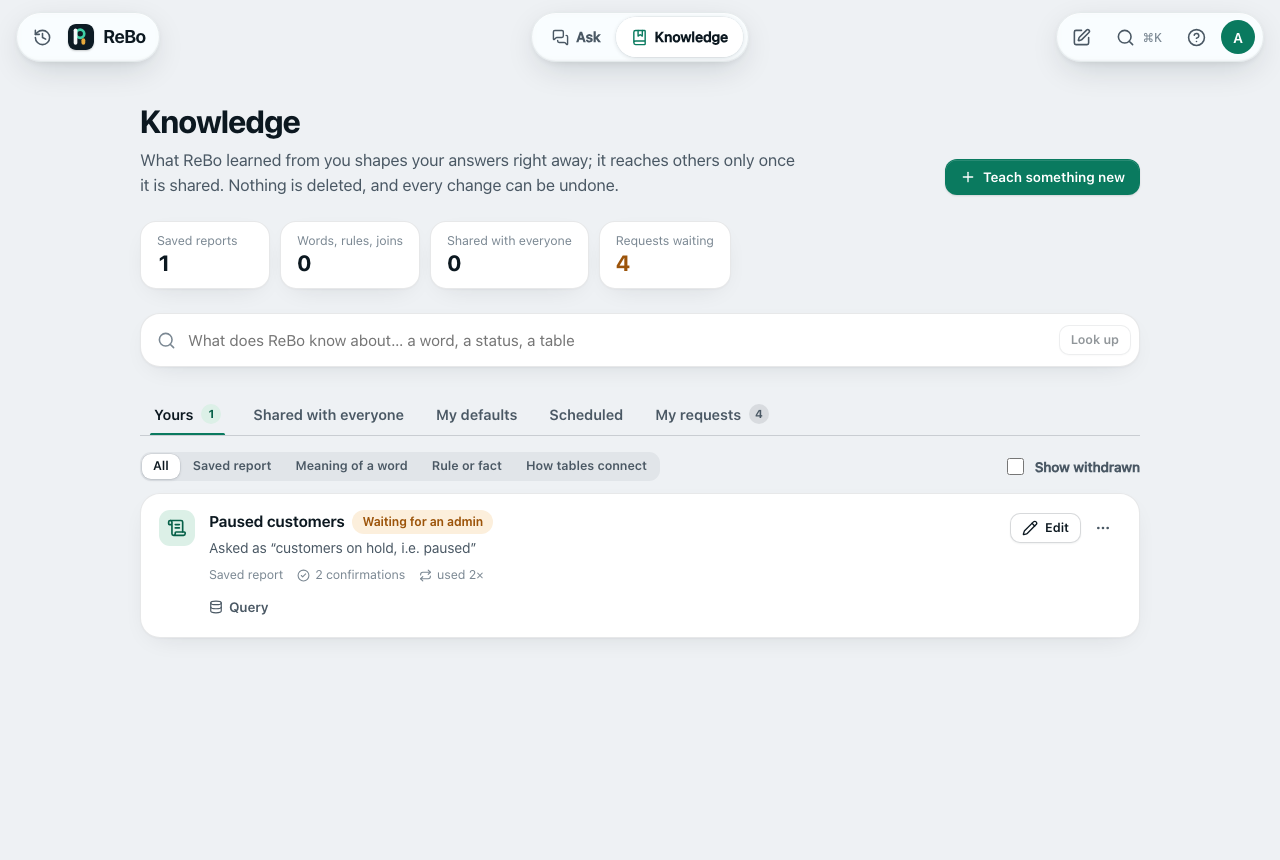 ReBo
Ask
Knowledge
⌘K
A
Knowledge
What ReBo learned from you shapes your answers right away; it reaches others only once
it is shared. Nothing is deleted, and every change can be undone.
Teach something new
Saved reports
1
Words, rules, joins
0
Shared with everyone
0
Requests waiting
4
What does ReBo know about... a word, a status, a table
Look up
Yours 1
Shared with everyone
My defaults
Scheduled
My requests 4
All
Saved report
Meaning of a word
Rule or fact
How tables connect
Show withdrawn
Paused customers
Waiting for an admin
Edit
Asked as “customers on hold, i.e. paused”
Saved report
2 confirmations
used 2×
Query